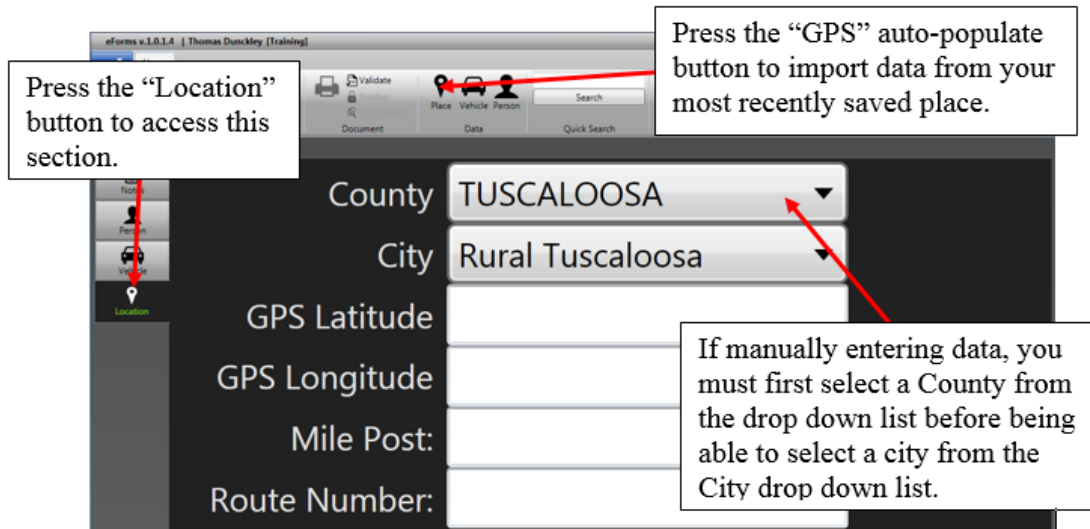 eForms v.1.0.1.4 | Thomas Dunckley [Training]
Press the “GPS” auto-populate
button to import data from your
most recently saved place.
Press the “Location”
button to access this
section.
Validate
Finalize
Document
Place Vehicle Person
Data
Search
Quick Search
Notes
Person
Vehicle
Location
County TUSCALOOSA
City Rural Tuscaloosa
GPS Latitude
GPS Longitude
Mile Post:
Route Number:
If manually entering data, you
must first select a County from
the drop down list before being
able to select a city from the
City drop down list.